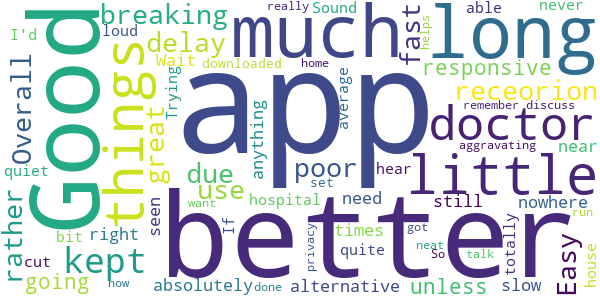 I'd
breaking
loud
really
Sound
able
never
much
long
fast
helps
Good
things
delay
Wait
downloaded
home
Trying
app
average
responsive
receorion
Overall
great
anything
poor
hear
doctor
remember
discuss
aggravating
near
quiet
due
use
set
little
rather
bit
right
seen
hospital
need
still
nowhere
want
If
better
times
privacy
got
quite
So
neat
talk
totally
Easy
run
house
kept
going
cut
now
absolutely
done
alternative
unless
slow